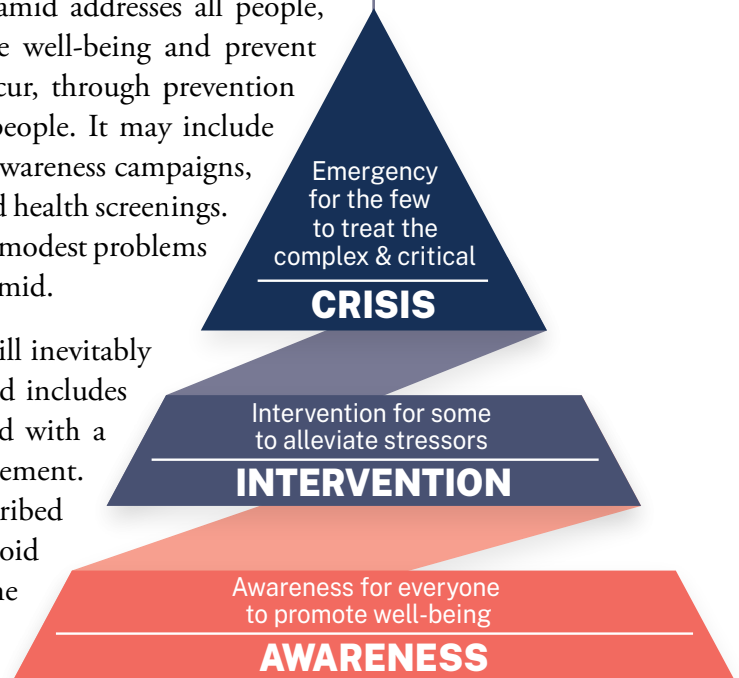 amid addresses all people,
e well-being and prevent
cur, through prevention
people. It may include
wareness campaigns,
d health screenings.
modest problems
mid.
ill inevitably
d includes
d with a
ement.
ribed
oid
ne
Emergency
for the few
to treat the
complex & critical
CRISIS
Intervention for some
to alleviate stressors
INTERVENTION
Awareness for everyone
to promote well-being
AWARENESS